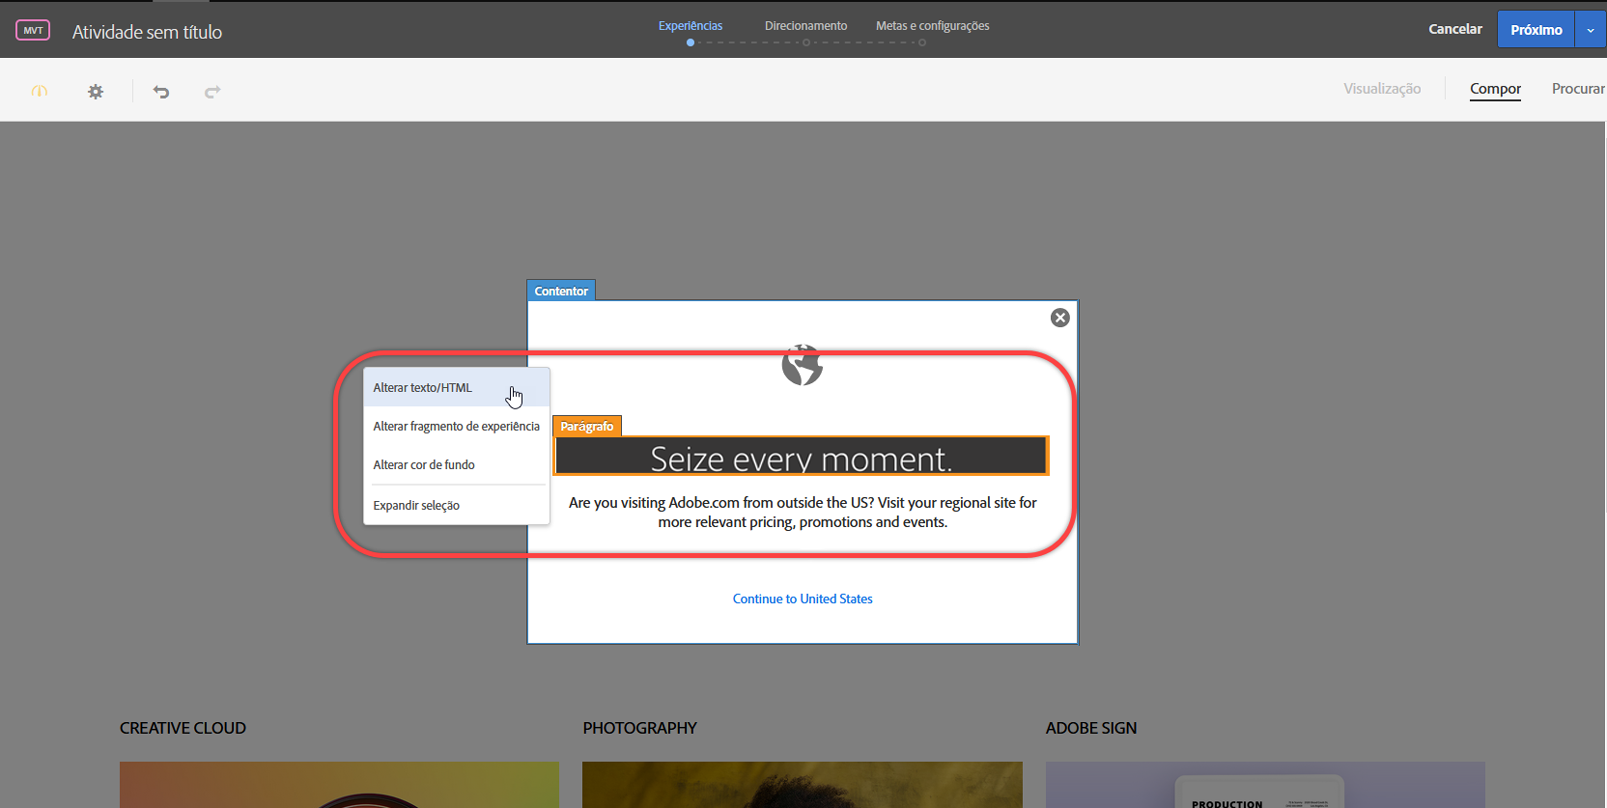 MVT
Atividade sem título
Experiências
Direcionamento
Metas e configurações
Cancelar
Próximo
Visualização
Compor
Procurar
Contentor
Alterar texto/HTML
Alterar fragmento de experiência
Alterar cor de fundo
Expandir seleção
Parágrafo
Seize every moment.
Are you visiting Adobe.com from outside the US? Visit your regional site for
more relevant pricing, promotions and events.
Continue to United States
CREATIVE CLOUD
PHOTOGRAPHY
ADOBE SIGN
PRODUCTION